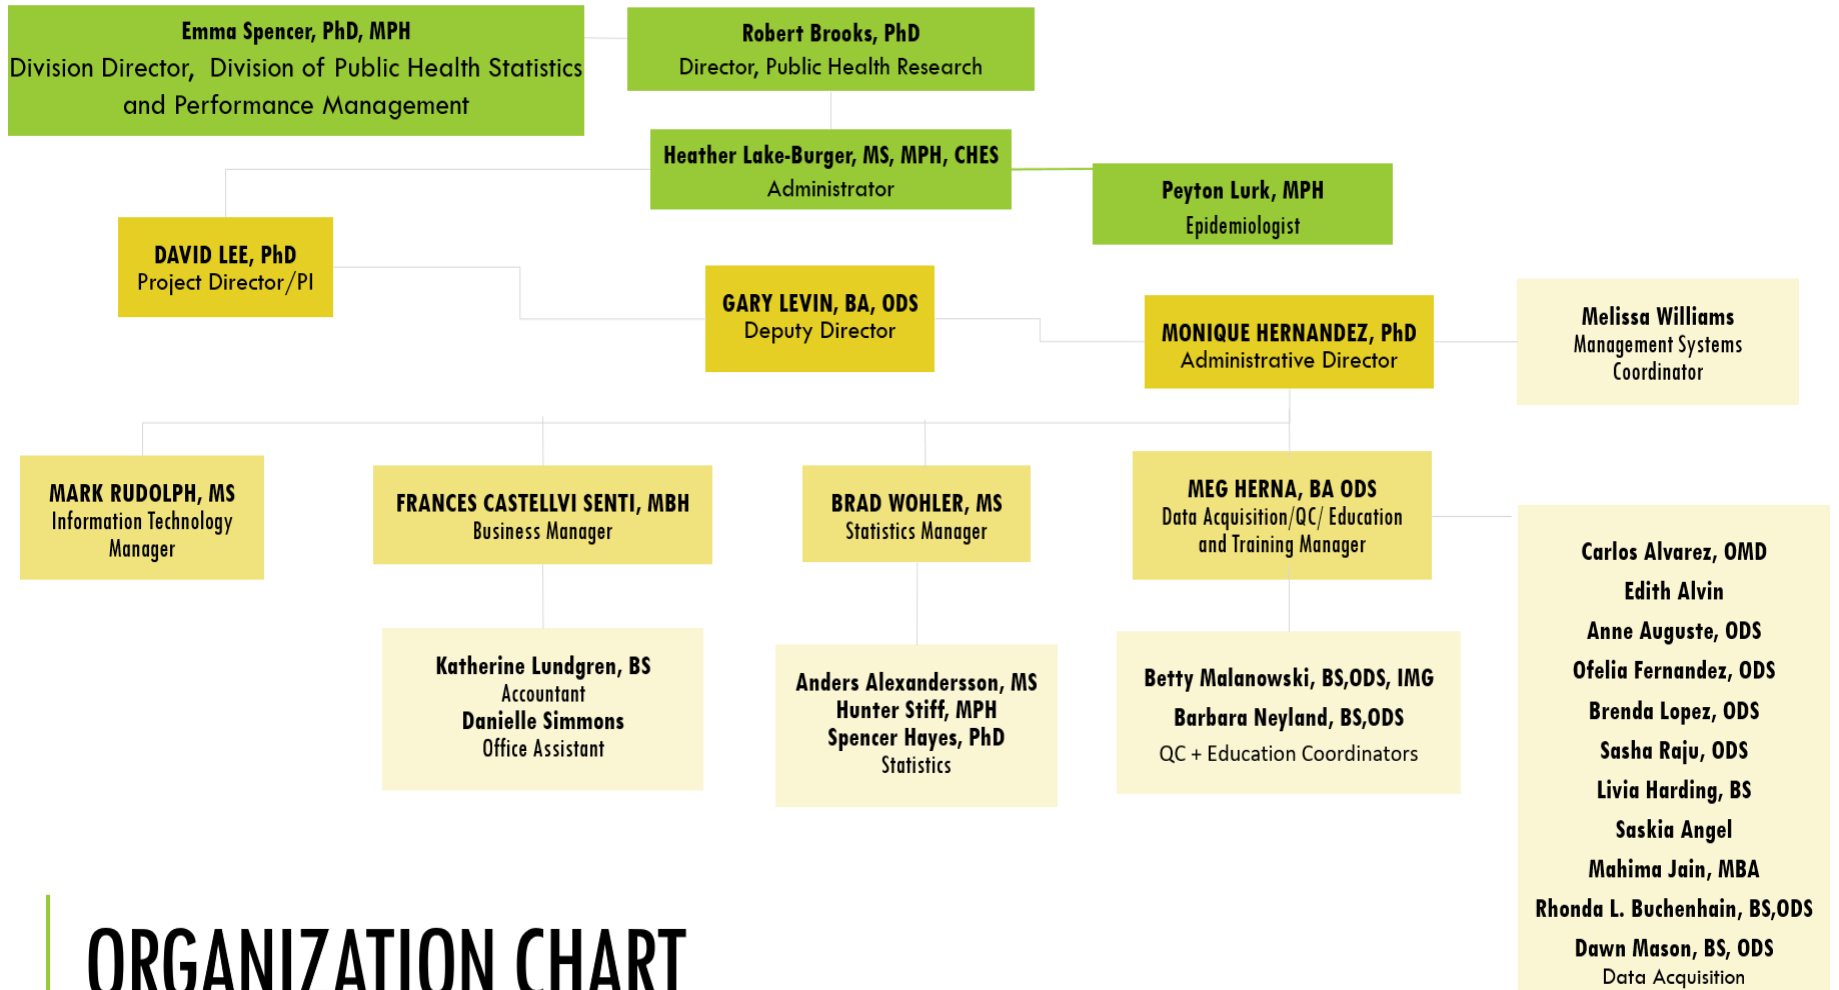 Emma Spencer, PhD, MPH
Division Director,  Division of Public Health Statistics
and Performance Management
Robert Brooks, PhD
Director, Public Health Research
Heather Lake-Burger, MS, MPH, CHES
Administrator
Peyton Lurk, MPH
Epidemiologist
DAVID LEE, PhD
Project Director/PI
GARY LEVIN, BA, ODS
Deputy Director
MONIQUE HERNANDEZ, PhD
Administrative Director
Melissa Williams
Management Systems
Coordinator
MARK RUDOLPH, MS
Information Technology
Manager
FRANCES CASTELLVI SENTI, MBH
Business Manager
BRAD WOHLER, MS
Statistics Manager
MEG HERNA, BA ODS
Data Acquisition/QC/ Education
and Training Manager
Katherine Lundgren, BS
Accountant
Danielle Simmons
Office Assistant
Anders Alexandersson, MS
Hunter Stiff, MPH
Spencer Hayes, PhD
Statistics
Betty Malanowski, BS,ODS, IMG
Barbara Neyland, BS,ODS
QC + Education Coordinators
Carlos Alvarez, OMD
Edith Alvin
Anne Auguste, ODS
Ofelia Fernandez, ODS
Brenda Lopez, ODS
Sasha Raju, ODS
Livia Harding, BS
Saskia Angel
Mahima Jain, MBA
Rhonda L. Buchenhain, BS,ODS
Dawn Mason, BS, ODS
Data Acquisition
ORGANIZATION CHART